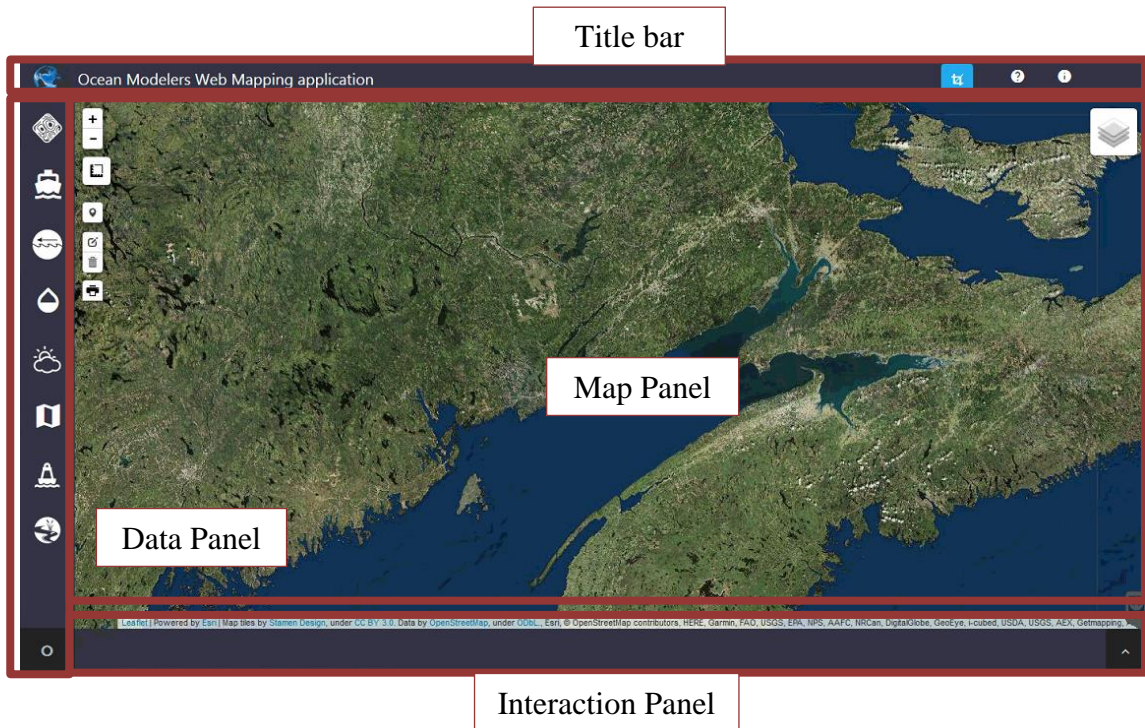 Title bar
Ocean Modelers Web Mapping application
Map Panel
Data Panel
Leaflet | Powered by Esri | Map tiles by Stamen Design, under CC BY 3.0. Data by OpenStreetMap, under ODbL., Esri, © OpenStreetMap contributors, HERE, Garmin, FAO, USGS, EPA, NPS, AAFC, NRCan, DigitalGlobe, GeoEye, i-cubed, USDA, USGS, AEX, Getmapping,
Interaction Panel